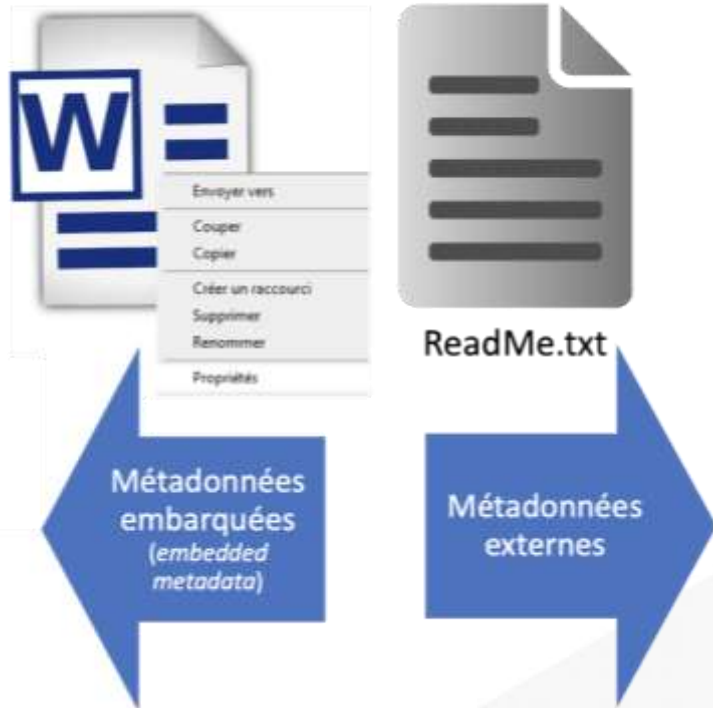 W
Envoyer vers
Couper
Copier
Créer un raccourci
Supprimer
Renommer
Propriétés
ReadMe.txt
Métadonnées
embarquées
(embedded
metadata)
Métadonnées
externes